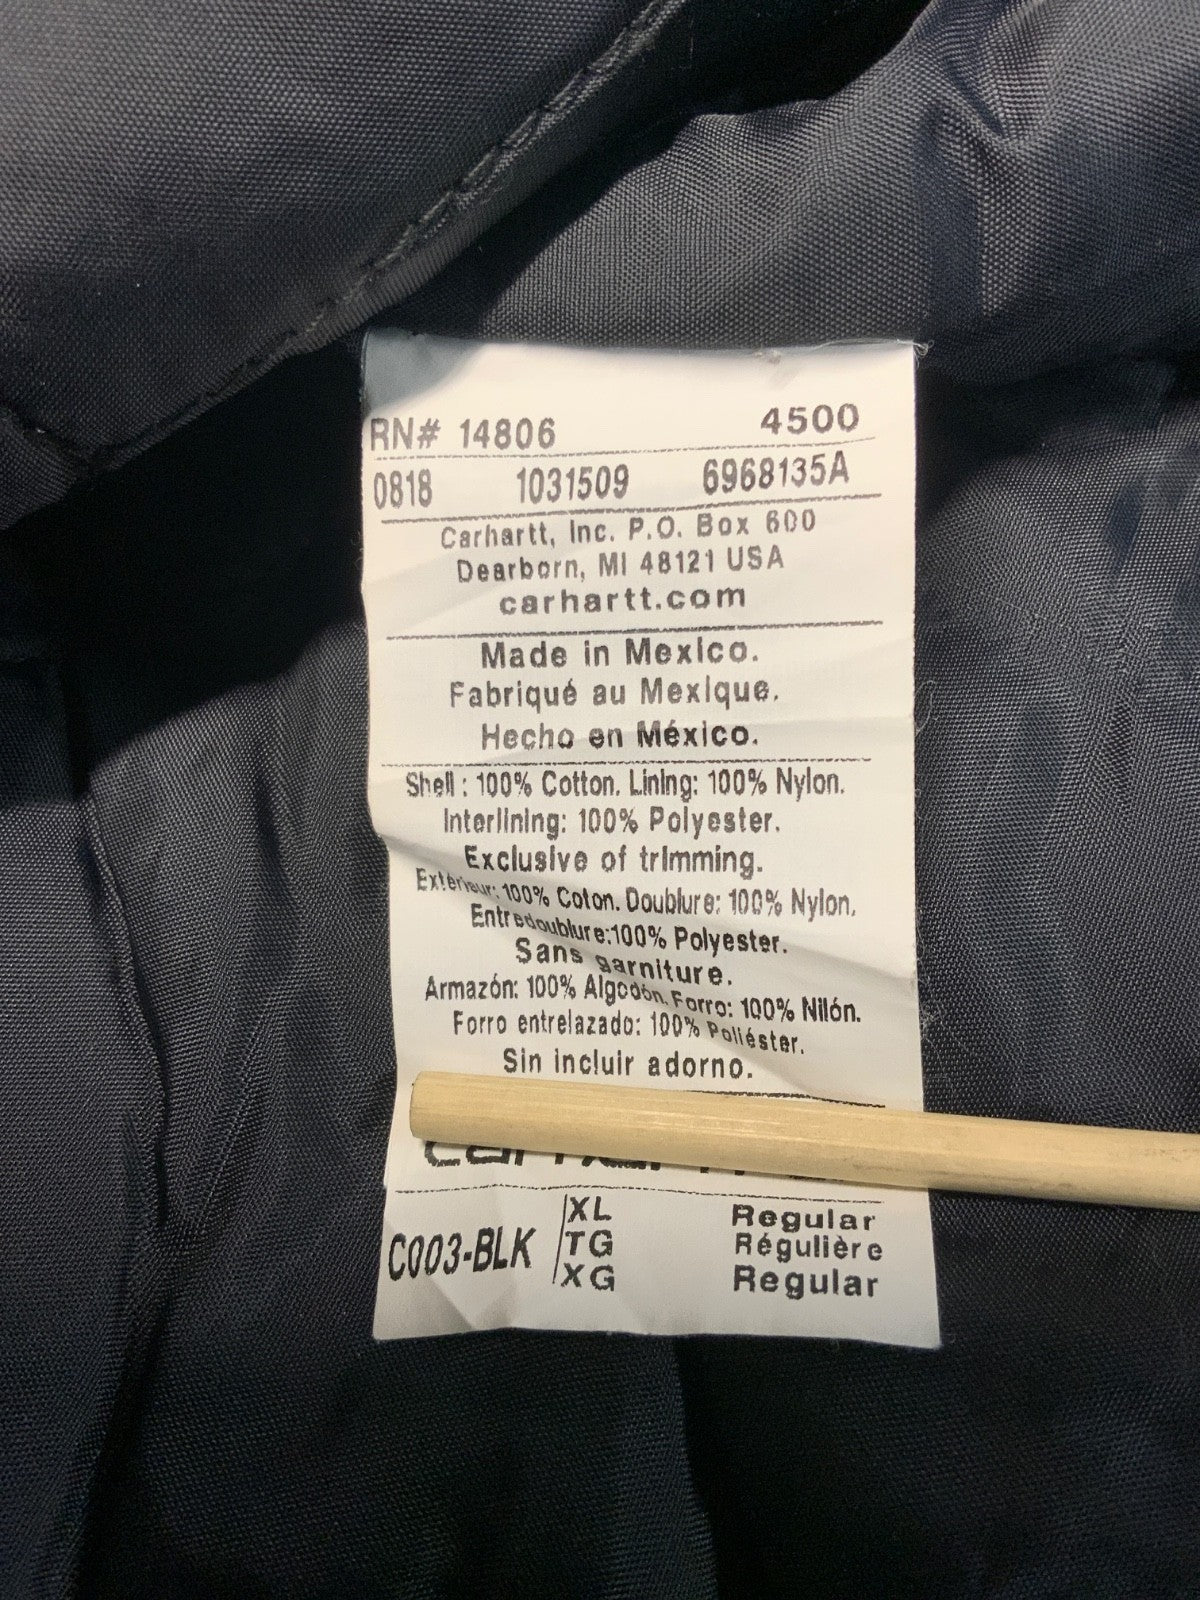 RN# 14806 4500
0818 1031509 6968135A
Carhartt, Inc. P.O. Box 600
Dearborn, MI 48121 USA
carhartt.com
Made in Mexico.
Fabriqué au Mexique.
Hecho en México.
Shell : 100% Cotton. Lining: 100% Nylon.
Interlining: 100% Polyester.
Exclusive of trimming.
Extérieur: 100% Coton. Doublure: 100% Nylon.
Entredoublure:100% Polyester.
Sans garniture.
Armazón: 100% Algodón. Forro: 100% Nilón.
Forro entrelazado: 100% Poliéster.
Sin incluir adorno.
C003-BLK /XL Regular
/TG Régulière
/XG Regular